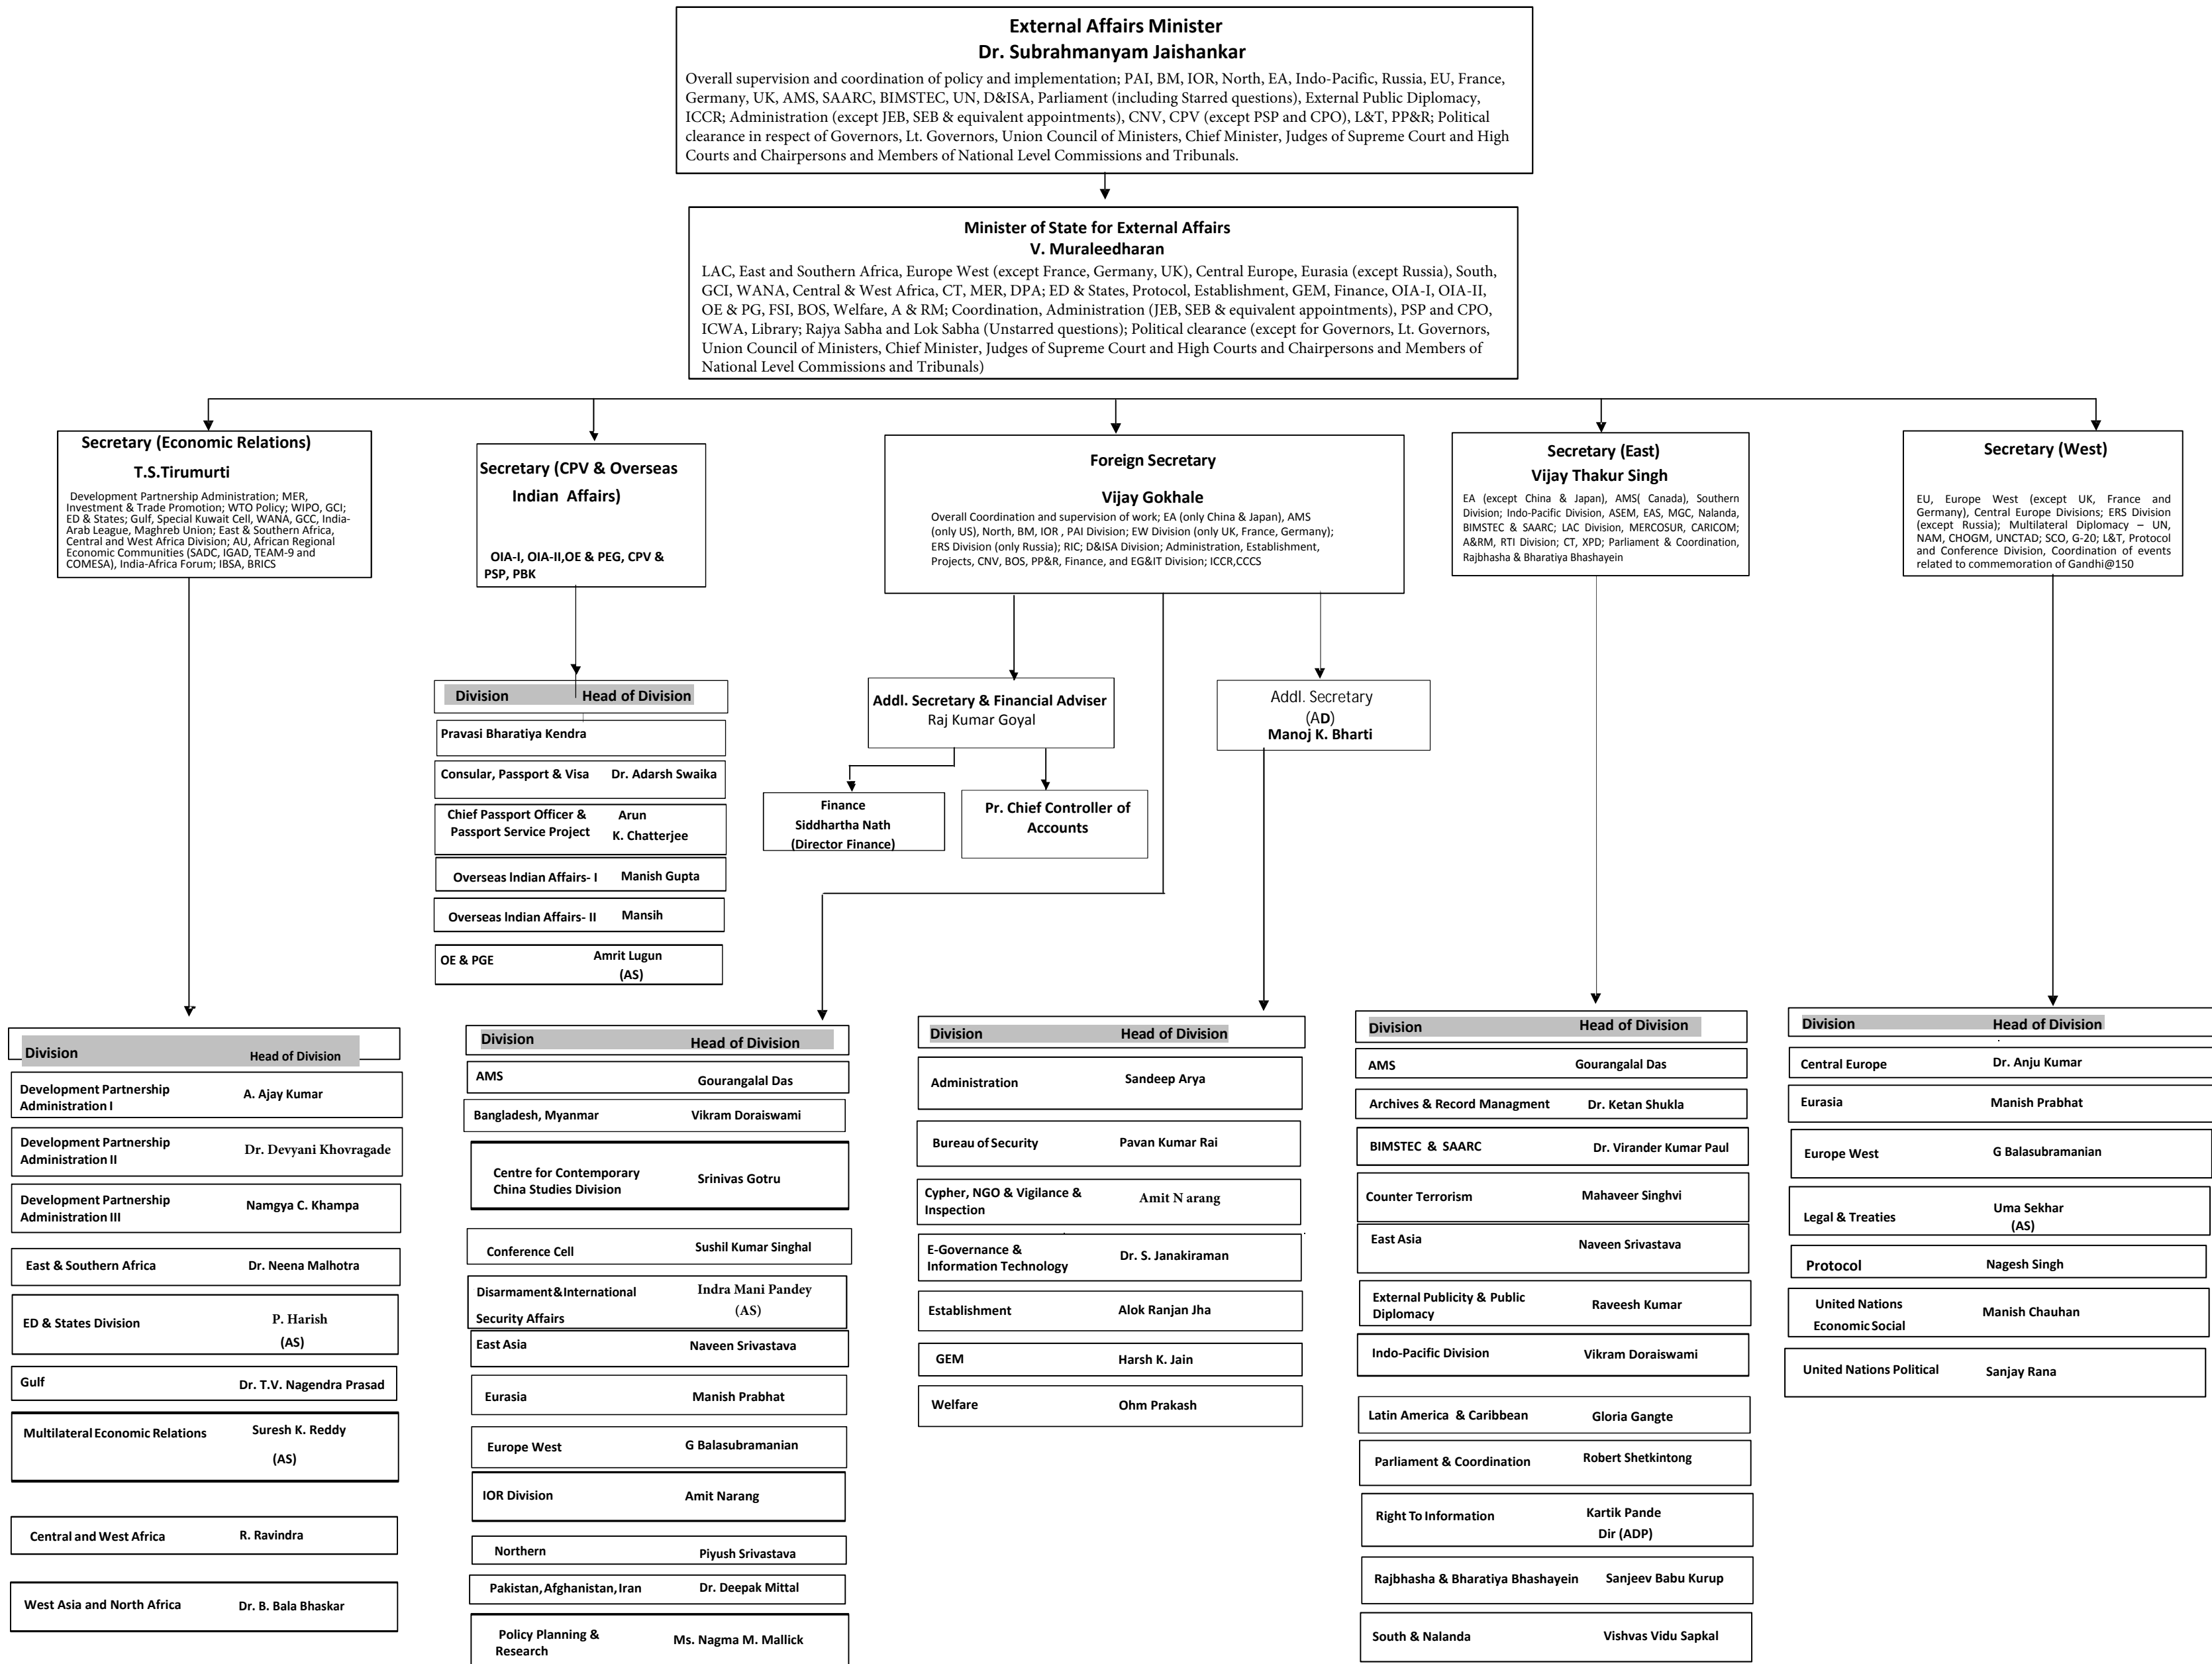 External Affairs Minister
Dr. Subrahmanyam Jaishankar
Overall supervision and coordination of policy and implementation; PAI, BM, IOR, North, EA, Indo-Pacific, Russia, EU, France,
Germany, UK, AMS, SAARC, BIMSTEC, UN, D&ISA, Parliament (including Starred questions), External Public Diplomacy,
ICCR; Administration (except JEB, SEB & equivalent appointments), CNV, CPV (except PSP and CPO), L&T, PP&R; Political
clearance in respect of Governors, Lt. Governors, Union Council of Ministers, Chief Minister, Judges of Supreme Court and High
Courts and Chairpersons and Members of National Level Commissions and Tribunals.
Minister of State for External Affairs
V. Muraleedharan
LAC, East and Southern Africa, Europe West (except France, Germany, UK), Central Europe, Eurasia (except Russia), South,
GCI, WANA, Central & West Africa, CT, MER, DPA; ED & States, Protocol, Establishment, GEM, Finance, OIA-I, OIA-II,
OE & PG, FSI, BOS, Welfare, A & RM; Coordination, Administration (JEB, SEB & equivalent appointments), PSP and CPO,
ICWA, Library; Rajya Sabha and Lok Sabha (Unstarred questions); Political clearance (except for Governors, Lt. Governors,
Union Council of Ministers, Chief Minister, Judges of Supreme Court and High Courts and Chairpersons and Members of
National Level Commissions and Tribunals)
Secretary (Economic Relations)
T.S.Tirumurti
Development Partnership Administration; MER,
Investment & Trade Promotion; WTO Policy; WIPO, GCI;
ED & States; Gulf, Special Kuwait Cell, WANA, GCC, India-
Arab League, Maghreb Union; East & Southern Africa,
Central and West Africa Division; AU, African Regional
Economic Communities (SADC, IGAD, TEAM-9 and
COMESA), India-Africa Forum; IBSA, BRICS
Secretary (CPV & Overseas
Indian Affairs)
OIA-I, OIA-II,OE & PEG, CPV &
PSP, PBK
Foreign Secretary
Vijay Gokhale
Overall Coordination and supervision of work; EA (only China & Japan), AMS
(only US), North, BM, IOR , PAI Division; EW Division (only UK, France, Germany);
ERS Division (only Russia); RIC; D&ISA Division; Administration, Establishment,
Projects, CNV, BOS, PP&R, Finance, and EG&IT Division; ICCR,CCCS
Secretary (East)
Vijay Thakur Singh
EA (except China & Japan), AMS( Canada), Southern
Division; Indo-Pacific Division, ASEM, EAS, MGC, Nalanda,
BIMSTEC & SAARC; LAC Division, MERCOSUR, CARICOM;
A&RM, RTI Division; CT, XPD; Parliament & Coordination,
Rajbhasha & Bharatiya Bhashayein
Secretary (West)
EU, Europe West (except UK, France and
Germany), Central Europe Divisions; ERS Division
(except Russia); Multilateral Diplomacy – UN,
NAM, CHOGM, UNCTAD; SCO, G-20; L&T, Protocol
and Conference Division, Coordination of events
related to commemoration of Gandhi@150
Division Head of Division
Pravasi Bharatiya Kendra
Consular, Passport & Visa Dr. Adarsh Swaika
Chief Passport Officer & Arun
Passport Service Project K. Chatterjee
Overseas Indian Affairs- I Manish Gupta
Overseas Indian Affairs- II Mansih
OE & PGE Amrit Lugun
(AS)
Addl. Secretary & Financial Adviser
Raj Kumar Goyal
Addl. Secretary
(AD)
Manoj K. Bharti
Finance
Siddhartha Nath
(Director Finance)
Pr. Chief Controller of
Accounts
Division Head of Division
Development Partnership
Administration I A. Ajay Kumar
Development Partnership
Administration II Dr. Devyani Khovragade
Development Partnership
Administration III Namgya C. Khampa
East & Southern Africa Dr. Neena Malhotra
ED & States Division P. Harish
(AS)
Gulf Dr. T.V. Nagendra Prasad
Multilateral Economic Relations Suresh K. Reddy
(AS)
Central and West Africa R. Ravindra
West Asia and North Africa Dr. B. Bala Bhaskar
Division Head of Division
AMS Gourangalal Das
Bangladesh, Myanmar Vikram Doraiswami
Centre for Contemporary
China Studies Division Srinivas Gotru
Conference Cell Sushil Kumar Singhal
Disarmament&International Indra Mani Pandey
Security Affairs (AS)
East Asia Naveen Srivastava
Eurasia Manish Prabhat
Europe West G Balasubramanian
IOR Division Amit Narang
Northern Piyush Srivastava
Pakistan,Afghanistan,Iran Dr. Deepak Mittal
Policy Planning &
Research Ms. Nagma M. Mallick
Division Head of Division
Administration Sandeep Arya
Bureau of Security Pavan Kumar Rai
Cypher, NGO & Vigilance &
Inspection Amit N arang
E-Governance &
Information Technology Dr. S. Janakiraman
Establishment Alok Ranjan Jha
GEM Harsh K. Jain
Welfare Ohm Prakash
Division Head of Division
AMS Gourangalal Das
Archives & Record Managment Dr. Ketan Shukla
BIMSTEC & SAARC Dr. Virander Kumar Paul
Counter Terrorism Mahaveer Singhvi
East Asia Naveen Srivastava
External Publicity & Public
Diplomacy Raveesh Kumar
Indo-Pacific Division Vikram Doraiswami
Latin America & Caribbean Gloria Gangte
Parliament & Coordination Robert Shetkintong
Right To Information Kartik Pande
Dir (ADP)
Rajbhasha & Bharatiya Bhashayein Sanjeev Babu Kurup
South & Nalanda Vishvas Vidu Sapkal
Division Head of Division
Central Europe Dr. Anju Kumar
Eurasia Manish Prabhat
Europe West G Balasubramanian
Legal & Treaties Uma Sekhar
(AS)
Protocol Nagesh Singh
United Nations
Economic Social Manish Chauhan
United Nations Political Sanjay Rana